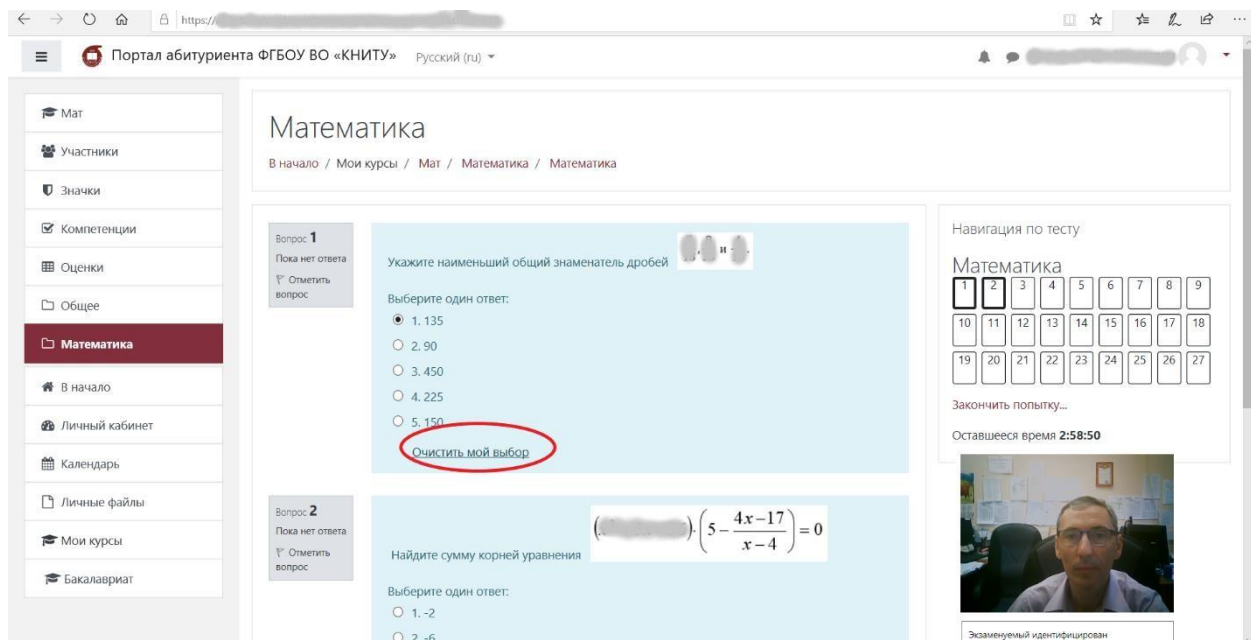 https://
Портал абитуриента ФГБОУ ВО «КНИТУ» Русский (ru)
Мат
Участники
Значки
Компетенции
Оценки
Общее
Математика
В начало
Личный кабинет
Календарь
Личные файлы
Мои курсы
Бакалавриат
Математика
В начало / Мои курсы / Мат / Математика / Математика
Вопрос 1
Пока нет ответа
Отметить
вопрос
Укажите наименьший общий знаменатель дробей , и .
Выберите один ответ:
1. 135
2. 90
3. 450
4. 225
5. 150
Очистить мой выбор
Вопрос 2
Пока нет ответа
Отметить
вопрос
Найдите сумму корней уравнения ( ) · (5 − (4x−17)/(x−4)) = 0
Выберите один ответ:
1. -2
2. -6
Навигация по тесту
Математика
1 2 3 4 5 6 7 8 9
10 11 12 13 14 15 16 17 18
19 20 21 22 23 24 25 26 27
Закончить попытку...
Оставшееся время 2:58:50
Экзаменуемый идентифицирован